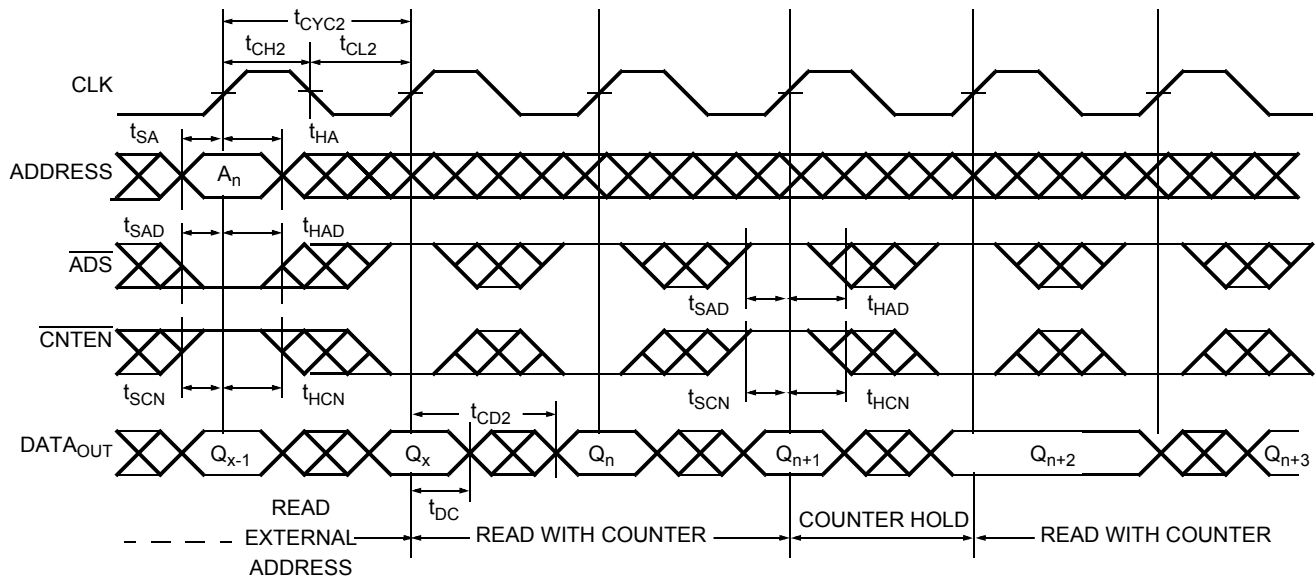 tCYC2
tCH2 tCL2
CLK
tSA tHA
ADDRESS An
tSAD tHAD
ADS
tSAD tHAD
CNTEN
tSCN tHCN tSCN tHCN
tCD2
DATAOUT Qx-1 Qx Qn Qn+1 Qn+2 Qn+3
tDC
READ
EXTERNAL
ADDRESS
READ WITH COUNTER
COUNTER HOLD
READ WITH COUNTER